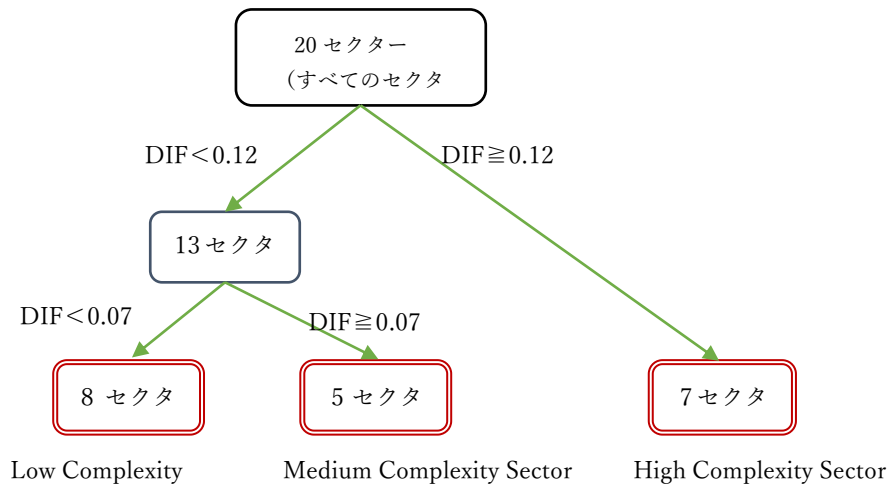 20 セクター
(すべてのセクタ
DIF＜0.12
DIF≧0.12
13 セクタ
DIF＜0.07
DIF≧0.07
8 セクタ
5 セクタ
7 セクタ
Low Complexity
Medium Complexity Sector
High Complexity Sector